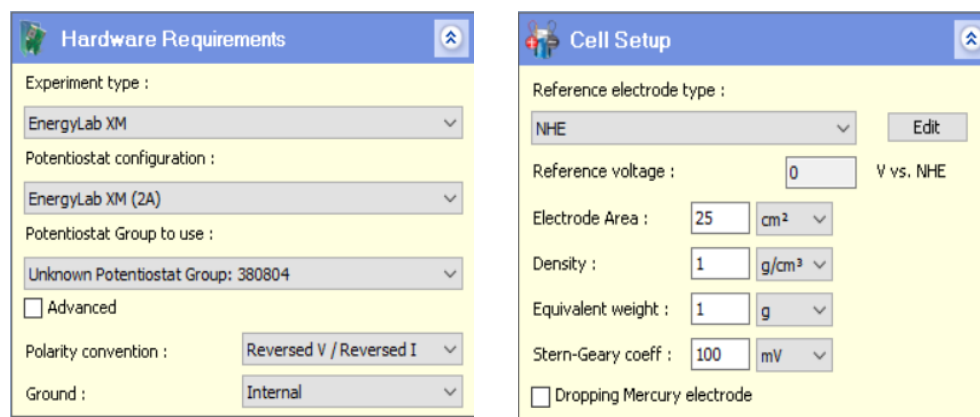 Hardware Requirements
Experiment type :
EnergyLab XM
Potentiostat configuration :
EnergyLab XM (2A)
Potentiostat Group to use :
Unknown Potentiostat Group: 380804
Advanced
Polarity convention : Reversed V / Reversed I
Ground : Internal
Cell Setup
Reference electrode type :
NHE Edit
Reference voltage : 0 V vs. NHE
Electrode Area : 25 cm²
Density : 1 g/cm³
Equivalent weight : 1 g
Stern-Geary coeff : 100 mV
Dropping Mercury electrode